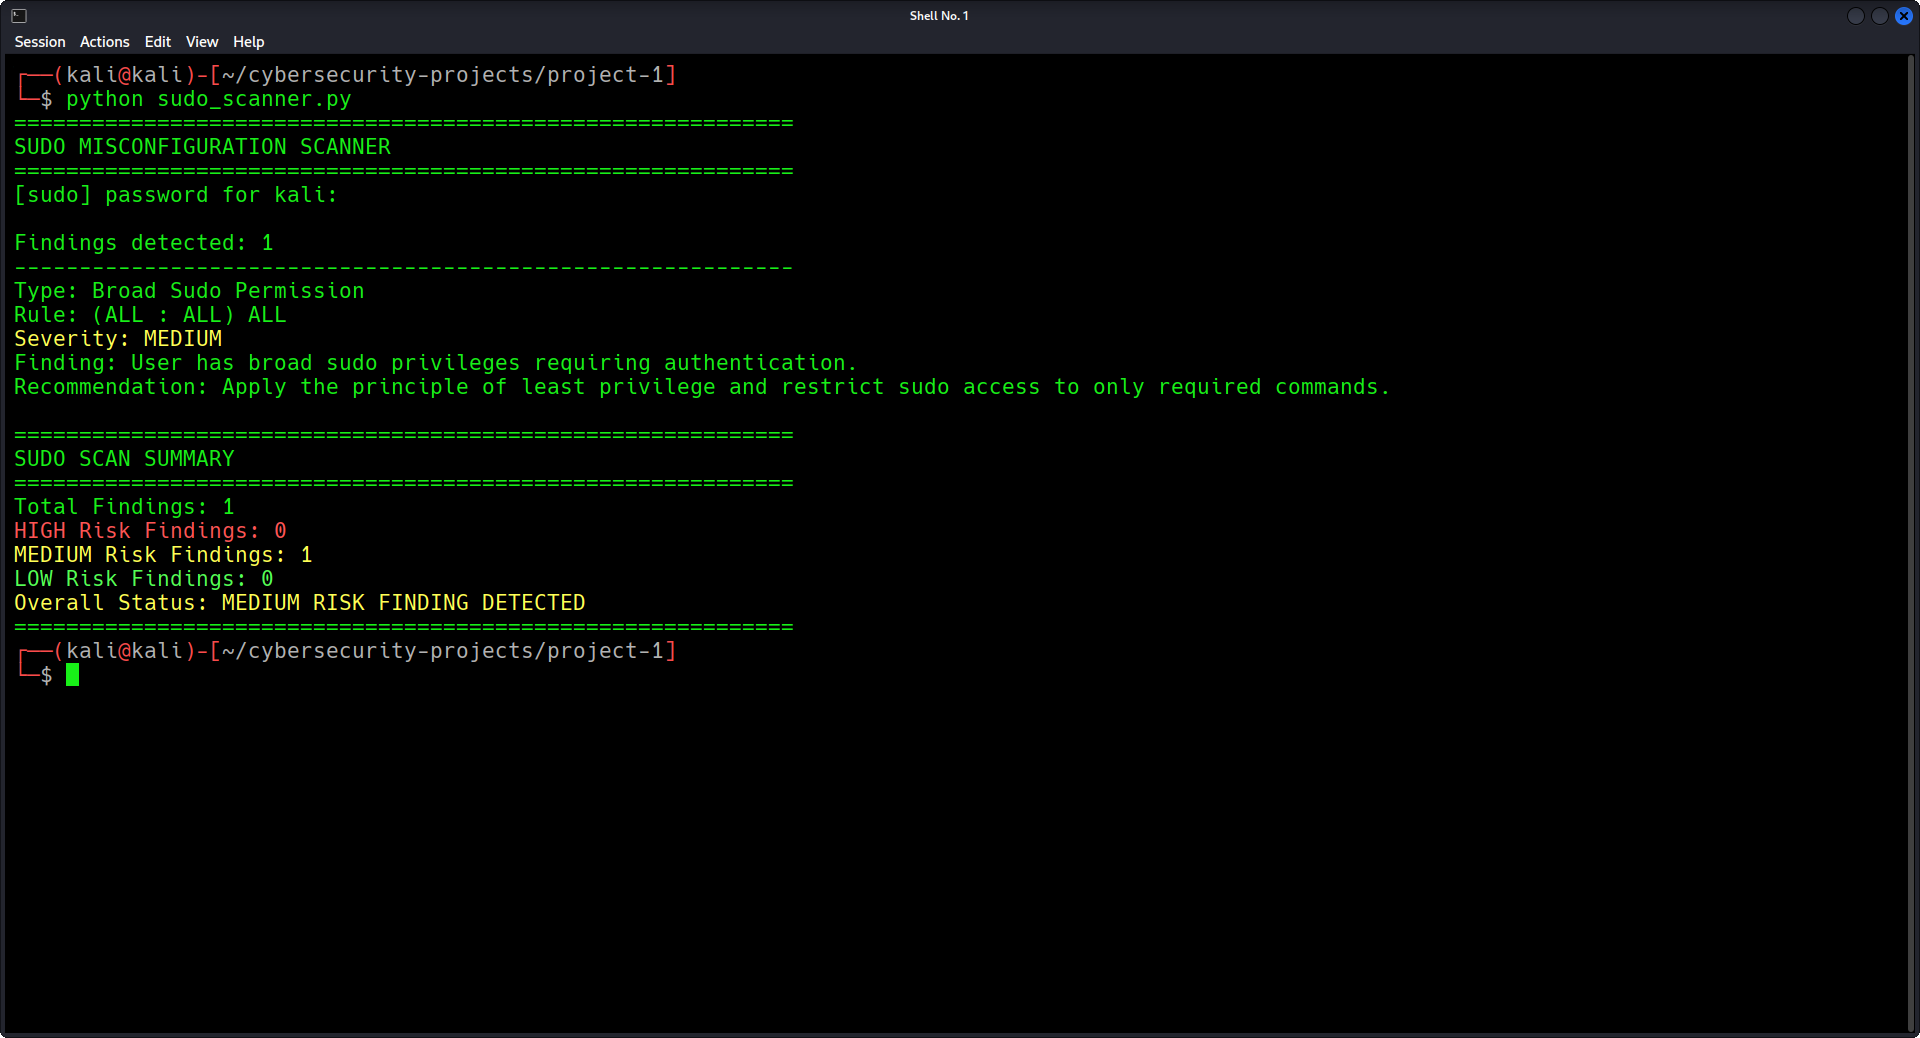 Shell No. 1
Session Actions Edit View Help
┌──(kali@kali)-[~/cybersecurity-projects/project-1]
└─$ python sudo_scanner.py
============================================================
SUDO MISCONFIGURATION SCANNER
============================================================
[sudo] password for kali:
Findings detected: 1
------------------------------------------------------------
Type: Broad Sudo Permission
Rule: (ALL : ALL) ALL
Severity: MEDIUM
Finding: User has broad sudo privileges requiring authentication.
Recommendation: Apply the principle of least privilege and restrict sudo access to only required commands.
============================================================
SUDO SCAN SUMMARY
============================================================
Total Findings: 1
HIGH Risk Findings: 0
MEDIUM Risk Findings: 1
LOW Risk Findings: 0
Overall Status: MEDIUM RISK FINDING DETECTED
============================================================
┌──(kali@kali)-[~/cybersecurity-projects/project-1]
└─$